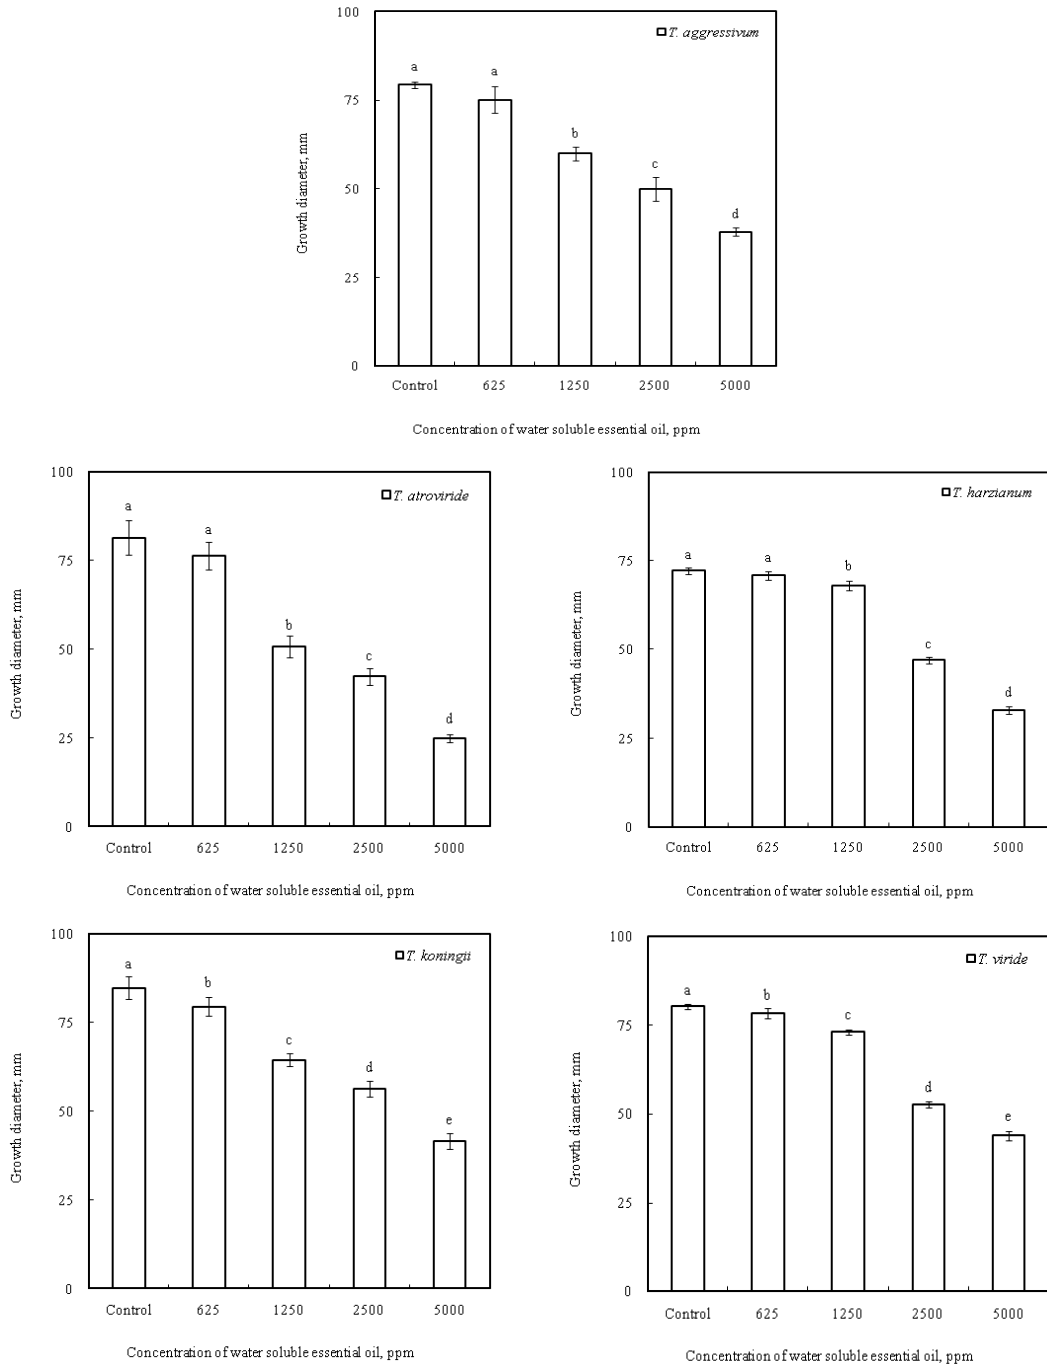 100
T. aggressivum
a
a
75
b
c
50
d
25
0
Growth diameter, mm
Control 625 1250 2500 5000
Concentration of water soluble essential oil, ppm
100
T. atroviride
a
a
75
b
50
c
d
25
0
Growth diameter, mm
Control 625 1250 2500 5000
Concentration of water soluble essential oil, ppm
100
T. harzianum
a
a
b
75
c
50
d
25
0
Growth diameter, mm
Control 625 1250 2500 5000
Concentration of water soluble essential oil, ppm
100
T. koningii
a
b
75
c
d
50
e
25
0
Growth diameter, mm
Control 625 1250 2500 5000
Concentration of water soluble essential oil, ppm
100
T. viride
a
b
c
75
d
50
e
25
0
Growth diameter, mm
Control 625 1250 2500 5000
Concentration of water soluble essential oil, ppm